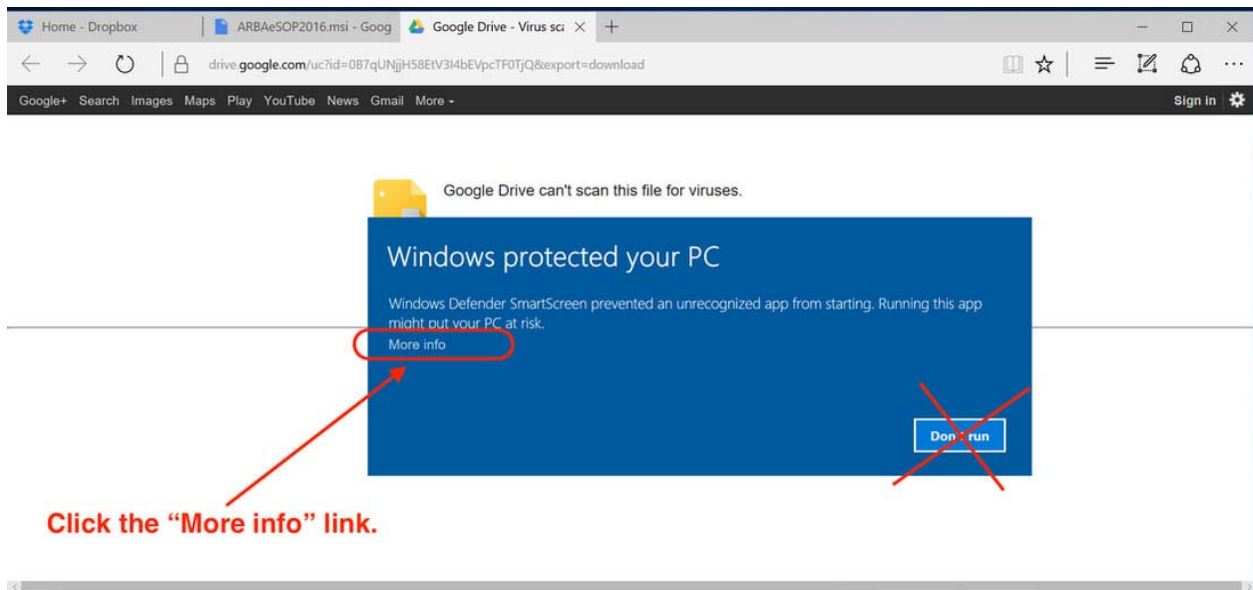 Home - Dropbox
ARBAeSOP2016.msi - Goog
Google Drive - Virus sca
drive.google.com/uc?id=0B7qUNjjH58EtV3I4bEVpcTF0TjQ&export=download
Google+ Search Images Maps Play YouTube News Gmail More
Sign in
Google Drive can't scan this file for viruses.
Windows protected your PC
Windows Defender SmartScreen prevented an unrecognized app from starting. Running this app
might put your PC at risk.
More info
Don't run
Click the “More info” link.